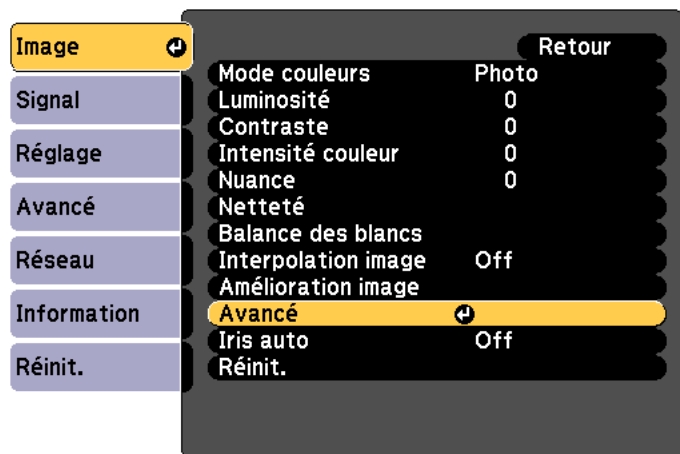 Image
Signal
Réglage
Avancé
Réseau
Information
Réinit.
Retour
Mode couleurs Photo
Luminosité 0
Contraste 0
Intensité couleur 0
Nuance 0
Netteté
Balance des blancs
Interpolation image Off
Amélioration image
Avancé
Iris auto Off
Réinit.